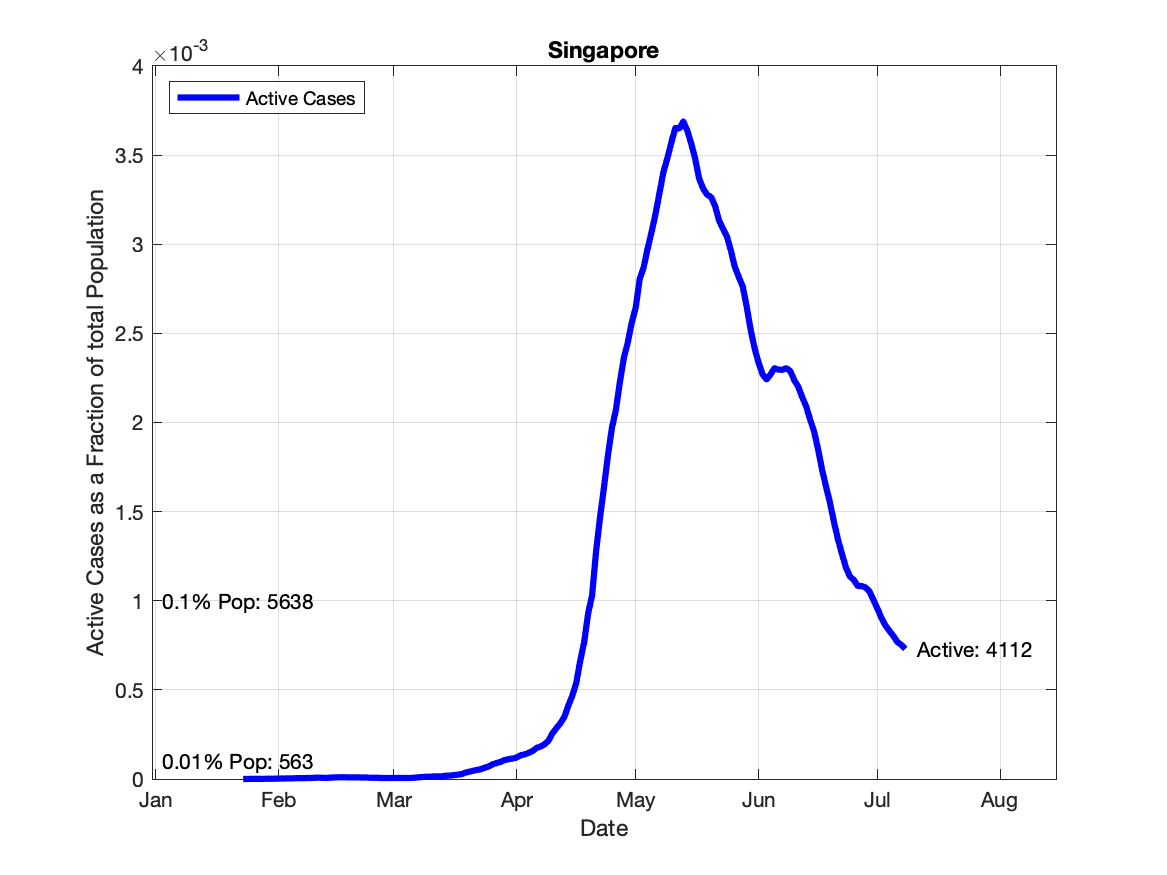 Singapore
×10⁻³
Active Cases
4
3.5
3
2.5
2
1.5
1
0.5
0
Active Cases as a Fraction of total Population
0.1% Pop: 5638
0.01% Pop: 563
Active: 4112
Jan Feb Mar Apr May Jun Jul Aug
Date